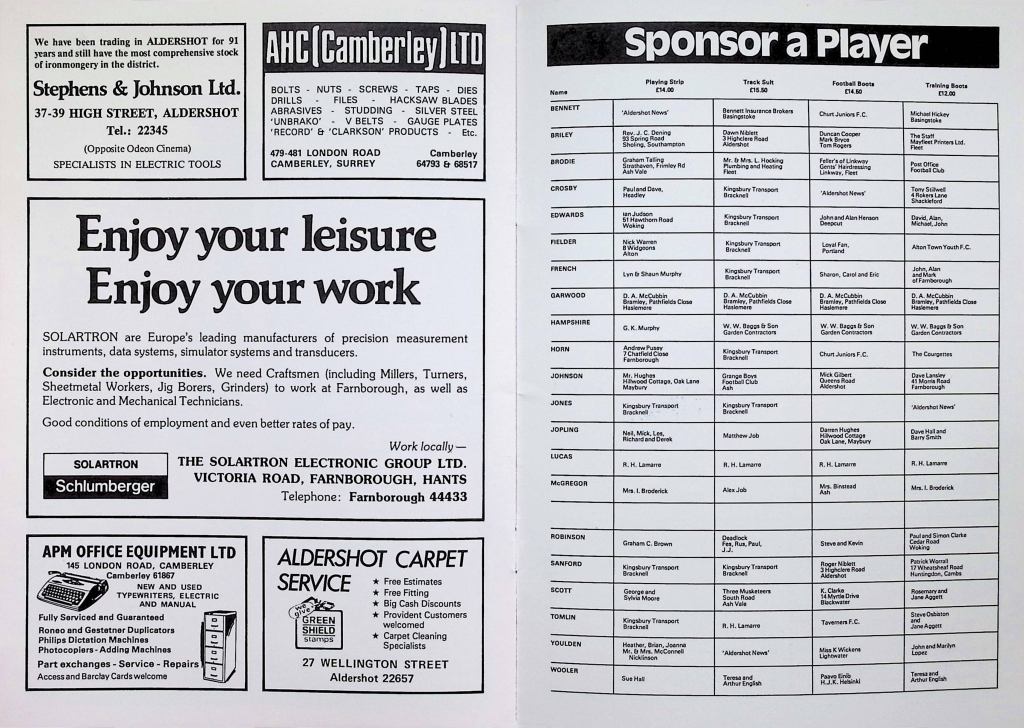 We have been trading in ALDERSHOT for 91
years and still have the most comprehensive stock
of ironmongery in the district.
Stephens & Johnson Ltd.
37-39 HIGH STREET, ALDERSHOT
Tel.: 22345
(Opposite Odeon Cinema)
SPECIALISTS IN ELECTRIC TOOLS
AHC (Camberley) LTD
BOLTS - NUTS - SCREWS - TAPS - DIES
DRILLS - FILES - HACKSAW BLADES
ABRASIVES - STUDDING - SILVER STEEL
'UNBRAKO' - V BELTS - GAUGE PLATES
'RECORD' & 'CLARKSON' PRODUCTS - Etc.
479-481 LONDON ROAD Camberley
CAMBERLEY, SURREY 64793 & 68517
Enjoy your leisure
Enjoy your work
SOLARTRON are Europe's leading manufacturers of precision measurement
instruments, data systems, simulator systems and transducers.
Consider the opportunities. We need Craftsmen (including Millers, Turners,
Sheetmetal Workers, Jig Borers, Grinders) to work at Farnborough, as well as
Electronic and Mechanical Technicians.
Good conditions of employment and even better rates of pay.
Work locally —
SOLARTRON
Schlumberger
THE SOLARTRON ELECTRONIC GROUP LTD.
VICTORIA ROAD, FARNBOROUGH, HANTS
Telephone: Farnborough 44433
APM OFFICE EQUIPMENT LTD
145 LONDON ROAD, CAMBERLEY
Camberley 61867
NEW AND USED
TYPEWRITERS, ELECTRIC
AND MANUAL
Fully Serviced and Guaranteed
Roneo and Gestetner Duplicators
Philips Dictation Machines
Photocopiers - Adding Machines
Part exchanges - Service - Repairs
Access and Barclay Cards welcome
ALDERSHOT CARPET
SERVICE
we
give
GREEN
SHIELD
stamps
★ Free Estimates
★ Free Fitting
★ Big Cash Discounts
★ Provident Customers
welcomed
★ Carpet Cleaning
Specialists
27 WELLINGTON STREET
Aldershot 22657
Sponsor a Player
Name
Playing Strip
£14.00
Track Suit
£15.50
Football Boots
£14.50
Training Boots
£12.00
BENNETT
'Aldershot News'
Bennett Insurance Brokers
Basingstoke
Churt Juniors F.C.
Michael Hickey
Basingstoke
BRILEY
Rev. J. C. Dening
93 Spring Road
Sholing, Southampton
Dawn Niblett
3 Highclere Road
Aldershot
Duncan Cooper
Mark Bryce
Tom Rogers
The Staff
Mayfleet Printers Ltd.
Fleet
BRODIE
Graham Talling
Strathaven, Frimley Rd
Ash Vale
Mr. & Mrs. L. Hocking
Plumbing and Heating
Fleet
Feller's of Linkway
Gents' Hairdressing
Linkway, Fleet
Post Office
Football Club
CROSBY
Paul and Dave,
Headley
Kingsbury Transport
Bracknell
'Aldershot News'
Tony Stilwell
4 Rokers Lane
Shackleford
EDWARDS
Ian Judson
51 Hawthorn Road
Woking
Kingsbury Transport
Bracknell
John and Alan Henson
Deepcut
David, Alan,
Michael, John
FIELDER
Nick Warren
8 Widgeons
Alton
Kingsbury Transport
Bracknell
Loyal Fan,
Portland
Alton Town Youth F.C.
FRENCH
Lyn & Shaun Murphy
Kingsbury Transport
Bracknell
Sharon, Carol and Eric
John, Alan
and Mark
of Farnborough
GARWOOD
D. A. McCubbin
Bramley, Pathfields Close
Haslemere
D. A. McCubbin
Bramley, Pathfields Close
Haslemere
D. A. McCubbin
Bramley, Pathfields Close
Haslemere
D. A. McCubbin
Bramley, Pathfields Close
Haslemere
HAMPSHIRE
G. K. Murphy
W. W. Baggs & Son
Garden Contractors
W. W. Baggs & Son
Garden Contractors
W. W. Baggs & Son
Garden Contractors
HORN
Andrew Pusey
7 Chatfield Close
Farnborough
Kingsbury Transport
Bracknell
Churt Juniors F.C.
The Courgettes
JOHNSON
Mr. Hughes
Hillwood Cottage, Oak Lane
Maybury
Grange Boys
Football Club
Ash
Mick Gilbert
Queens Road
Aldershot
Dave Lansley
41 Morris Road
Farnborough
JONES
Kingsbury Transport
Bracknell
Kingsbury Transport
Bracknell
'Aldershot News'
JOPLING
Neil, Mick, Les,
Richard and Derek
Matthew Job
Darren Hughes
Hillwood Cottage
Oak Lane, Maybury
Dave Hall and
Barry Smith
LUCAS
R. H. Lamarre
R. H. Lamarre
R. H. Lamarre
R. H. Lamarre
McGREGOR
Mrs. I. Broderick
Alex Job
Mrs. Binstead
Ash
Mrs. I. Broderick
ROBINSON
Graham C. Brown
Deadlock
Fes, Rus, Paul,
J.J.
Steve and Kevin
Paul and Simon Clarke
Cedar Road
Woking
SANFORD
Kingsbury Transport
Bracknell
Kingsbury Transport
Bracknell
Roger Niblett
3 Highclere Road
Aldershot
Patrick Worrall
17 Wheatsheaf Road
Huntingdon, Cambs
SCOTT
George and
Sylvia Moore
Three Musketeers
South Road
Ash Vale
K. Clarke
14 Myrtle Drive
Blackwater
Rosemary and
Jane Aggett
TOMLIN
Kingsbury Transport
Bracknell
R. H. Lamarre
Taverners F.C.
Steve Osbiston
and
Jane Aggett
YOULDEN
Heather, Brian, Joanna
Mr. & Mrs. McConnell
Nicklinson
'Aldershot News'
Miss K Wickens
Lightwater
John and Marilyn
Lopez
WOOLER
Sue Hall
Teresa and
Arthur English
Paavo Einib
H.J.K. Helsinki
Teresa and
Arthur English